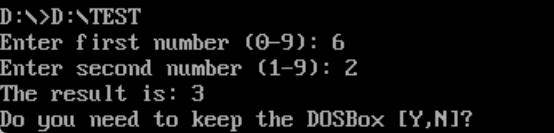 D:\>D:\TEST
Enter first number (0-9): 6
Enter second number (1-9): 2
The result is: 3
Do you need to keep the DOSBox [Y,N]?